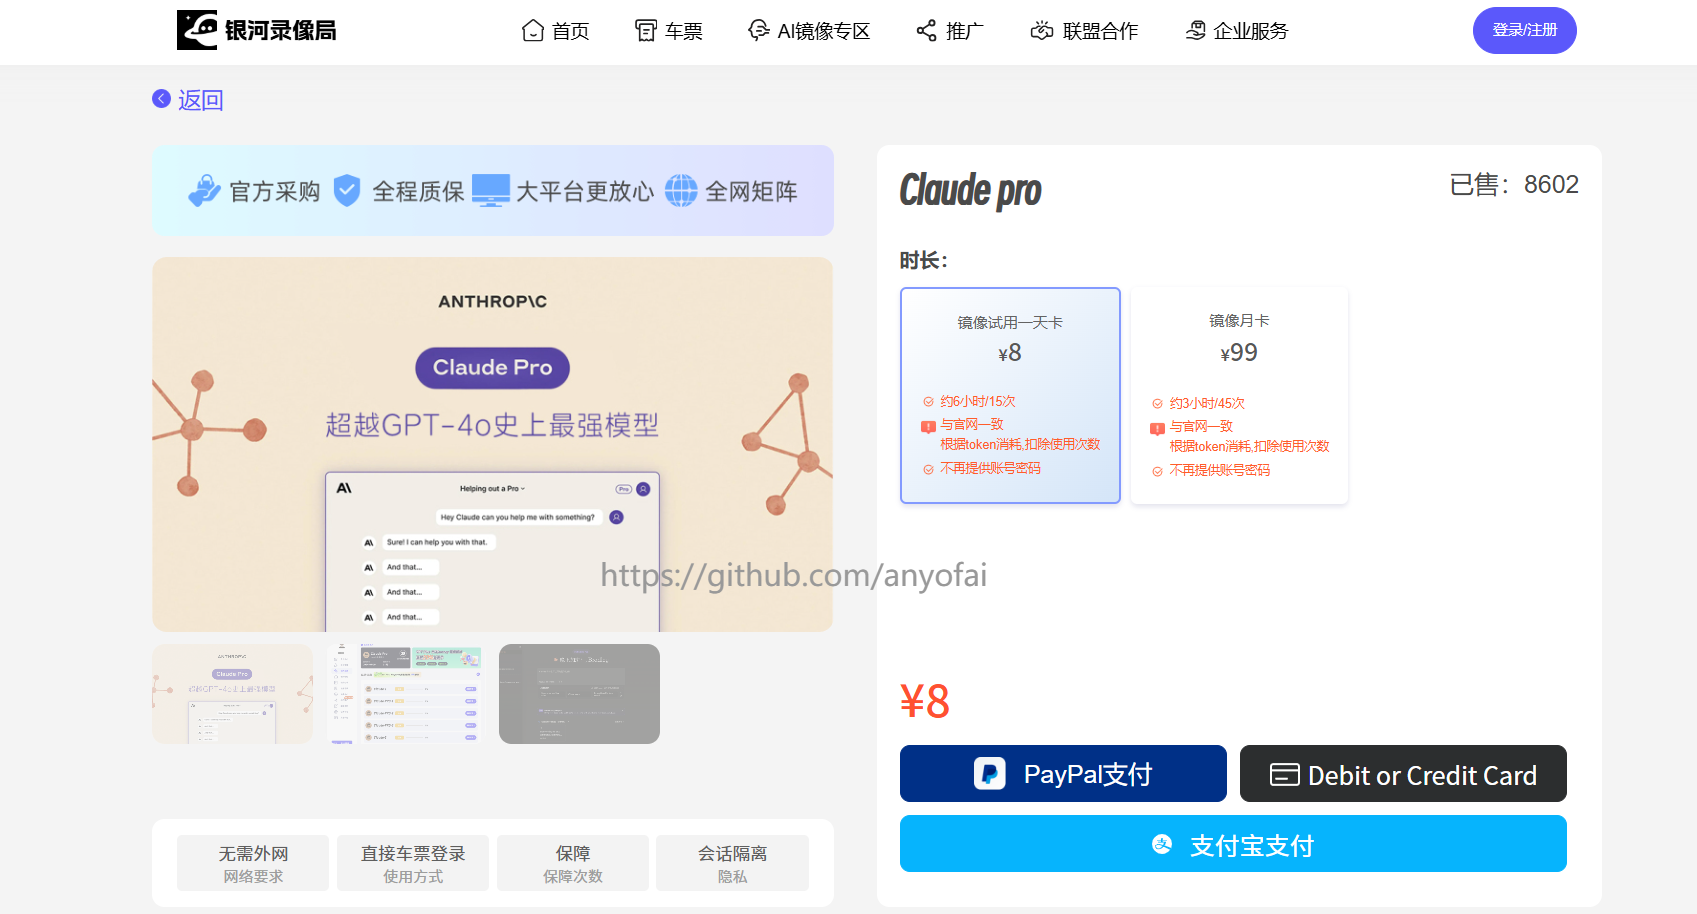 银河录像局
首页
车票
AI镜像专区
推广
联盟合作
企业服务
登录/注册
返回
官方采购
全程质保
大平台更放心
全网矩阵
ANTHROP\C
Claude Pro
超越GPT-4o史上最强模型
Helping out a Pro
Pro
Hey Claude can you help me with something?
Sure! I can help you with that.
And that...
And that...
And that...
https://github.com/anyofai
无需外网
网络要求
直接车票登录
使用方式
保障
保障次数
会话隔离
隐私
Claude pro
已售：8602
时长：
镜像试用一天卡
¥8
约6小时/15次
与官网一致
根据token消耗,扣除使用次数
不再提供账号密码
镜像月卡
¥99
约3小时/45次
与官网一致
根据token消耗,扣除使用次数
不再提供账号密码
¥8
PayPal支付
Debit or Credit Card
支付宝支付